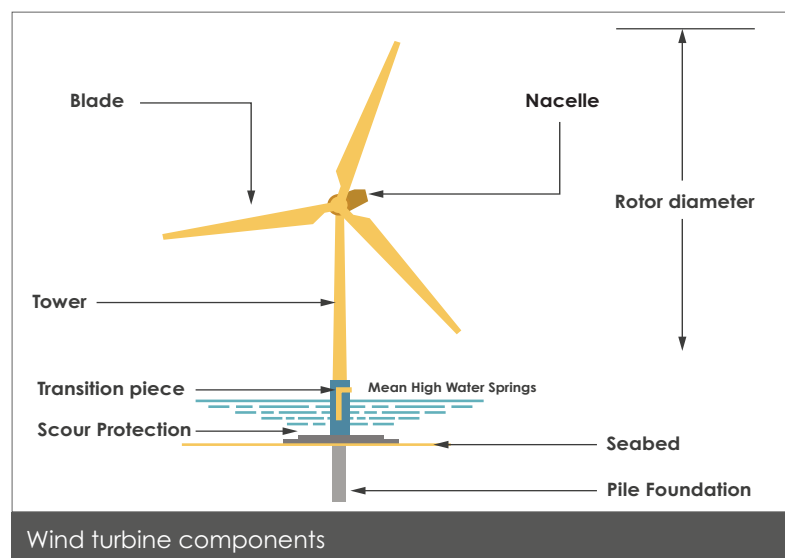 Blade
Nacelle
Rotor diameter
Tower
Transition piece
Mean High Water Springs
Scour Protection
Seabed
Pile Foundation
Wind turbine components